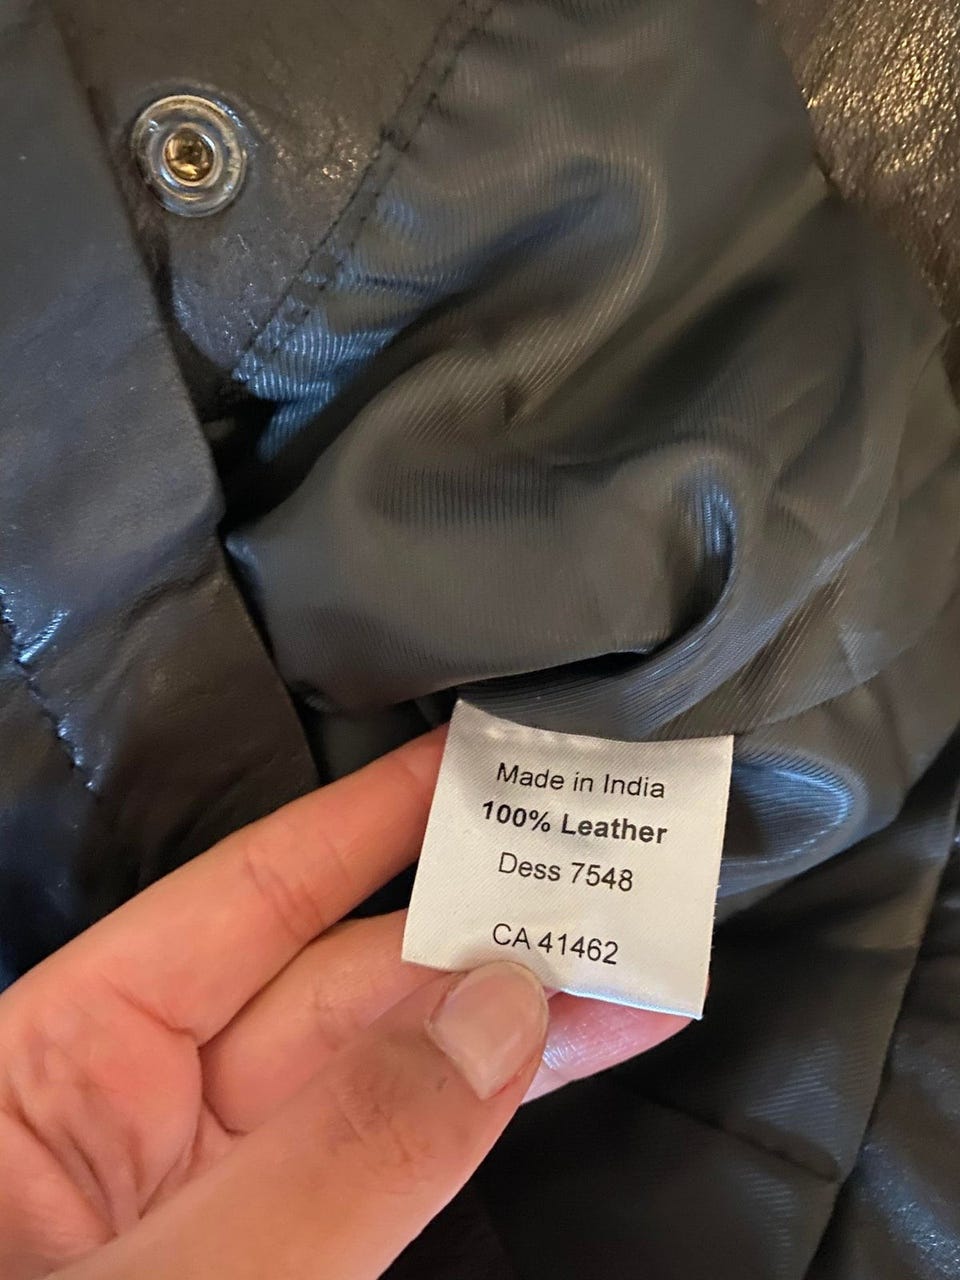 Made in India
100% Leather
Dess 7548
CA 41462